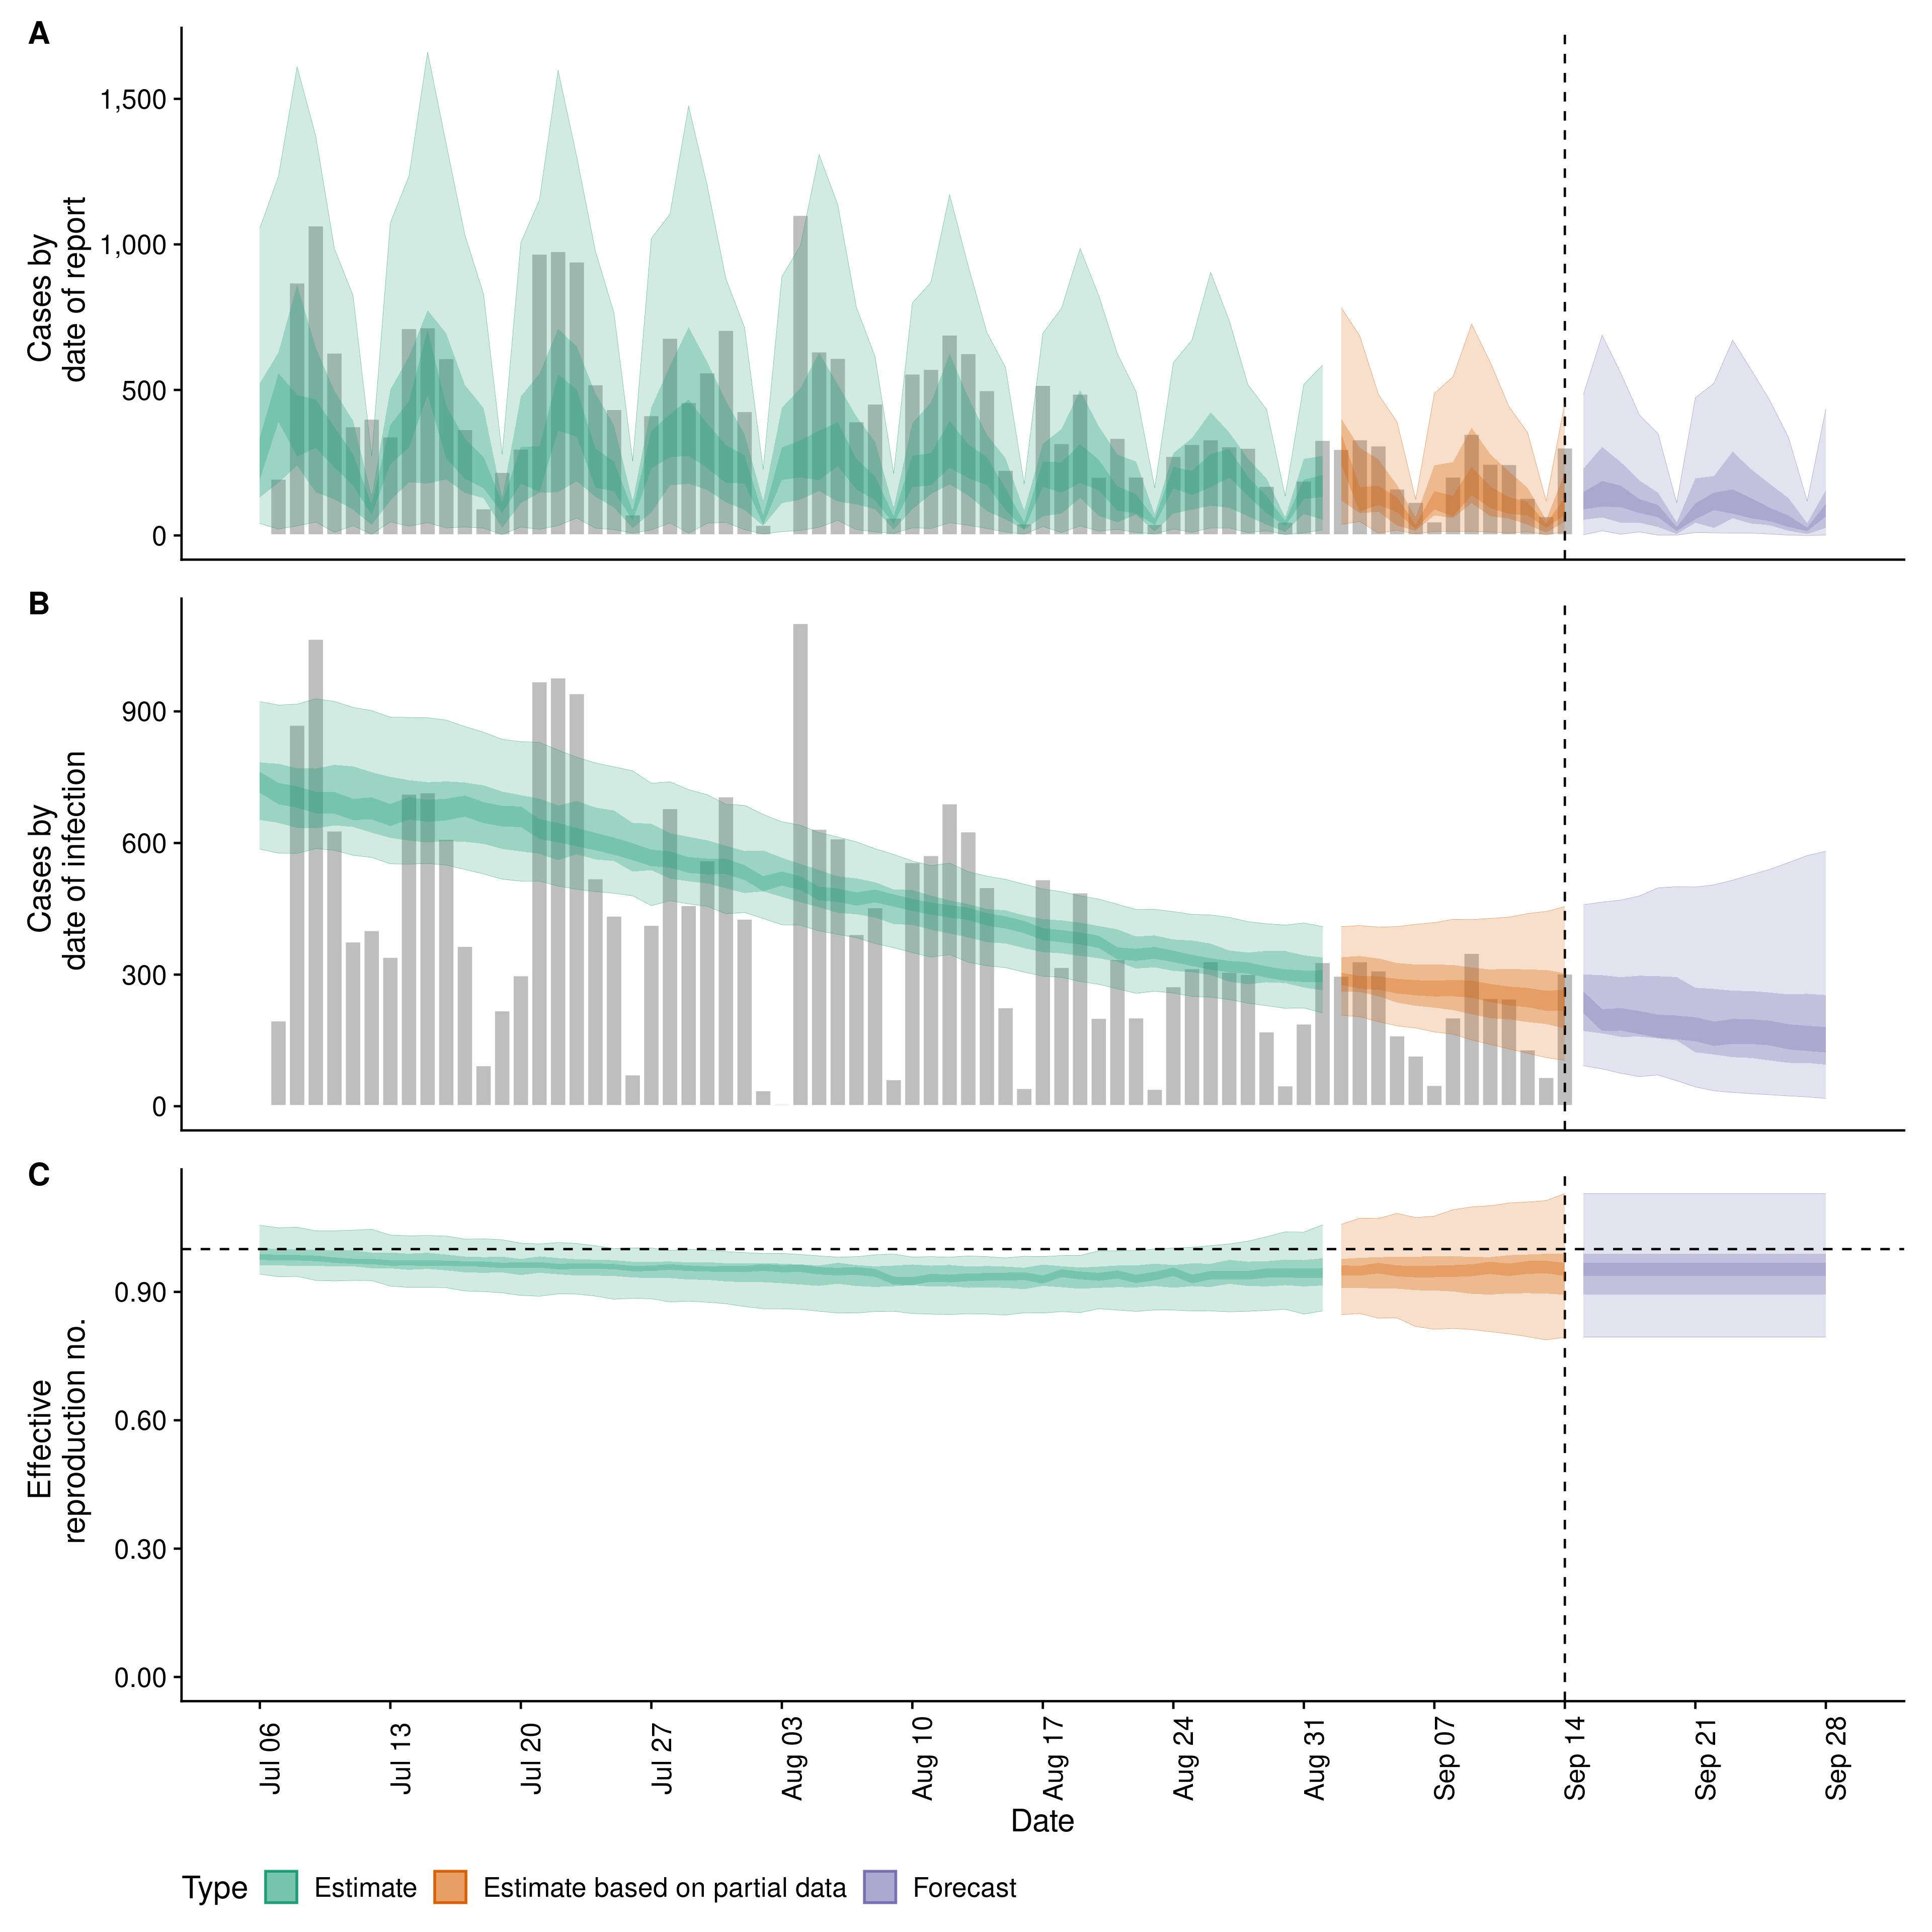 A
Cases by
date of report
1,500
1,000
500
0
B
Cases by
date of infection
900
600
300
0
C
Effective
reproduction no.
0.90
0.60
0.30
0.00
Jul 06
Jul 13
Jul 20
Jul 27
Aug 03
Aug 10
Aug 17
Aug 24
Aug 31
Sep 07
Sep 14
Sep 21
Sep 28
Date
Type Estimate Estimate based on partial data Forecast